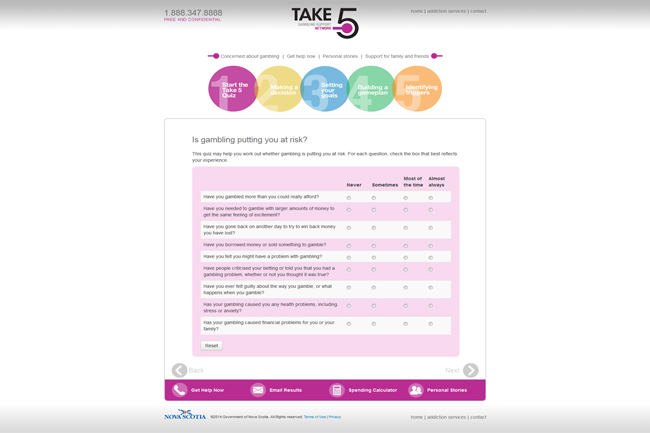 1.888.347.8888
FREE AND CONFIDENTIAL
TAKE 5
GAMBLING SUPPORT
NETWORK
home | addiction services | contact
Concerned about gambling | Get help now | Personal stories | Support for family and friends
1 Start the
Take 5
Quiz
2 Making a
decision
3 Setting
your
goals
4 Building a
gameplan
5 Identifying
triggers
Is gambling putting you at risk?
This quiz may help you work out whether gambling is putting you at risk. For each question, check the box that best reflects
your experience.
Never Sometimes Most of
the time Almost
always
Have you gambled more than you could really afford?
Have you needed to gamble with larger amounts of money to
get the same feeling of excitement?
Have you gone back on another day to try to win back money
you have lost?
Have you borrowed money or sold something to gamble?
Have you felt you might have a problem with gambling?
Have people criticised your betting or told you that you had a
gambling problem, whether or not you thought it was true?
Have you ever felt guilty about the way you gamble, or what
happens when you gamble?
Has your gambling caused you any health problems, including
stress or anxiety?
Has your gambling caused financial problems for you or your
family?
Reset
Back
Next
Get Help Now
Email Results
Spending Calculator
Personal Stories
NOVA SCOTIA
©2014 Government of Nova Scotia. All rights reserved. Terms of Use | Privacy
home | addiction services | contact